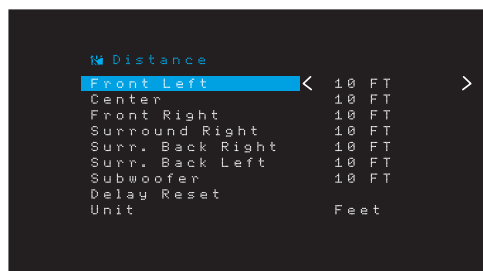 Distance
Front Left < 10 FT >
Center 10 FT
Front Right 10 FT
Surround Right 10 FT
Surr. Back Right 10 FT
Surr. Back Left 10 FT
Subwoofer 10 FT
Delay Reset
Unit Feet